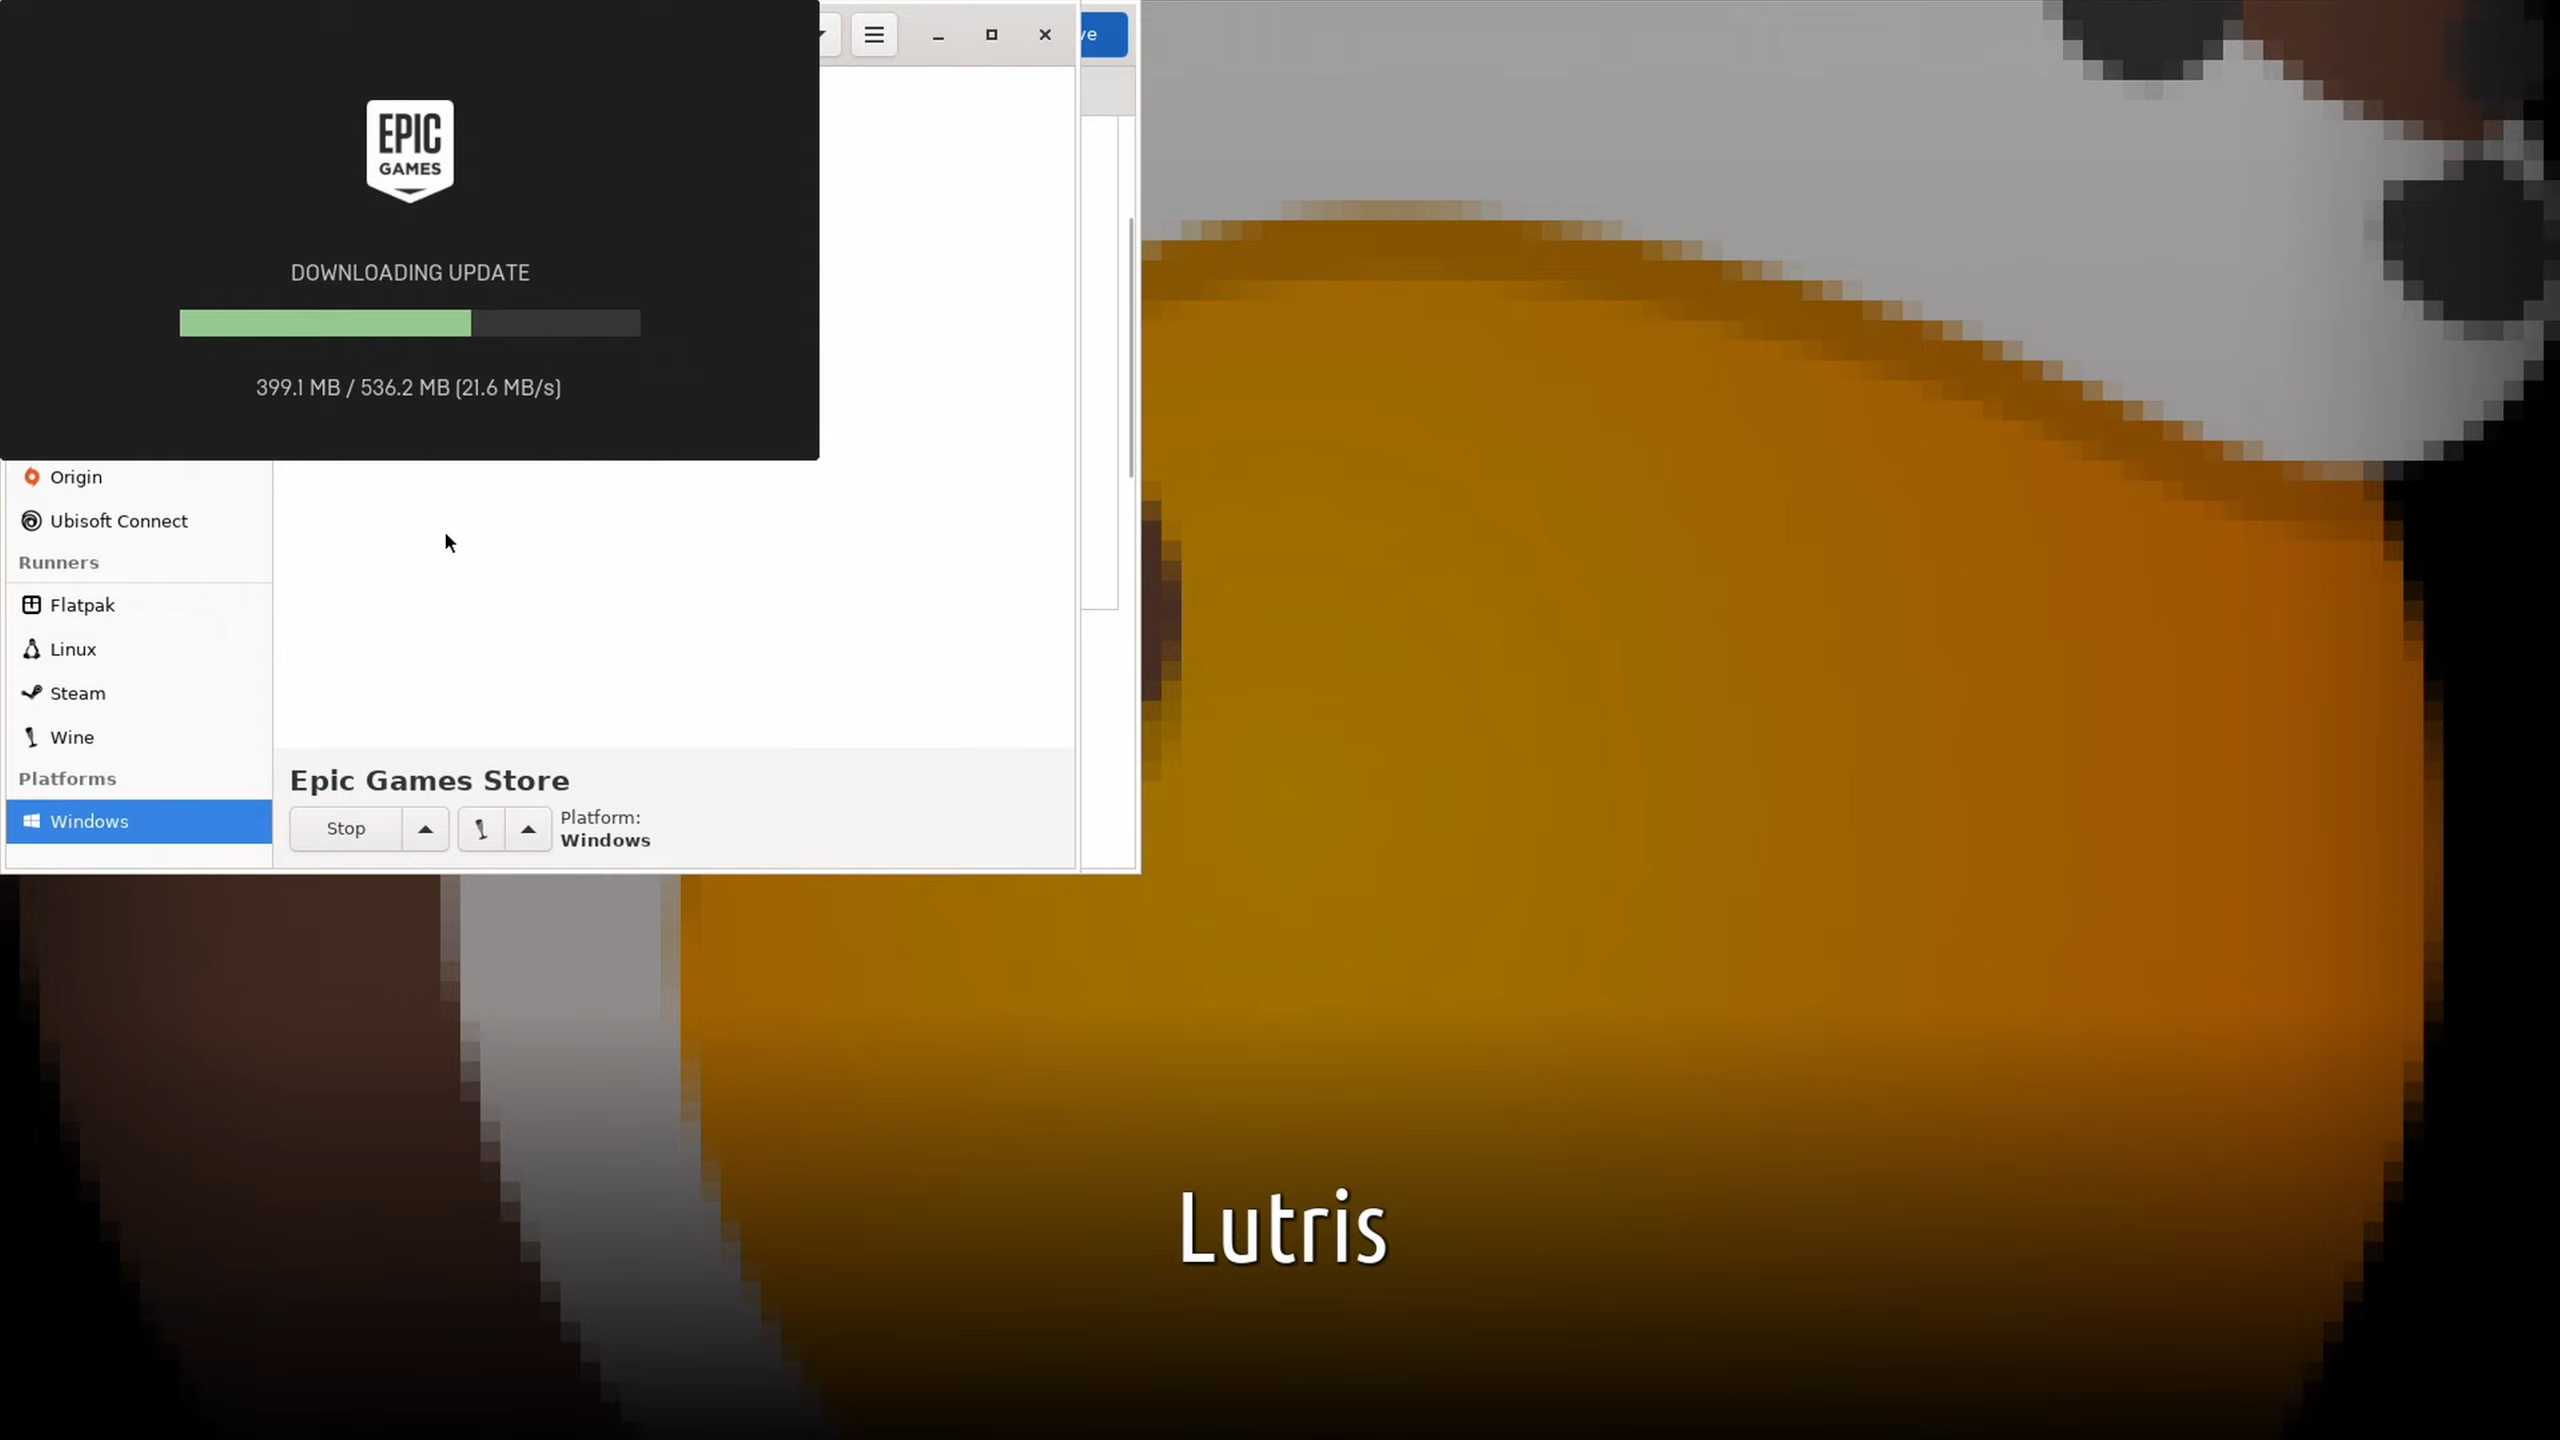 EPIC
GAMES
DOWNLOADING UPDATE
399.1 MB / 536.2 MB (21.6 MB/s)
ve
Origin
Ubisoft Connect
Runners
Flatpak
Linux
Steam
Wine
Platforms
Windows
Epic Games Store
Stop
Platform:
Windows
Lutris